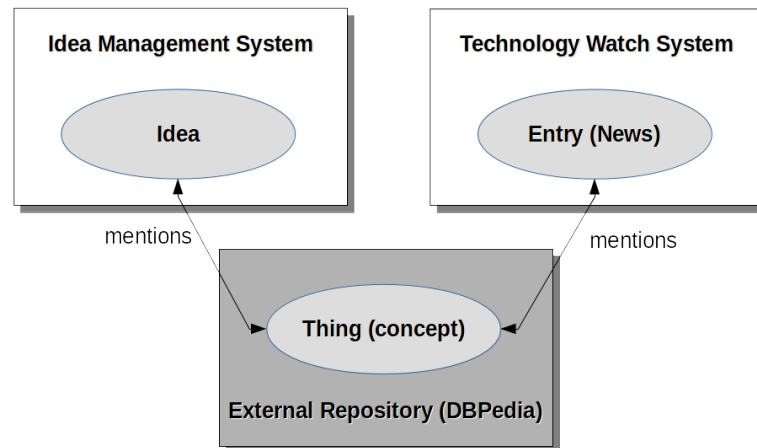 Idea Management System
Technology Watch System
Idea
Entry (News)
mentions
mentions
Thing (concept)
External Repository (DBPedia)